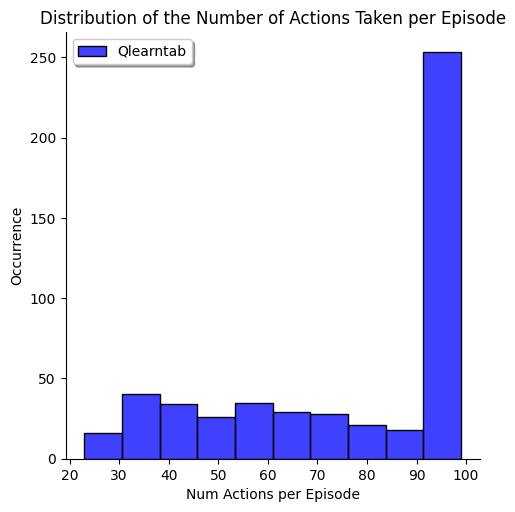 Distribution of the Number of Actions Taken per Episode
Qlearntab
Occurrence
250
200
150
100
50
0
20 30 40 50 60 70 80 90 100
Num Actions per Episode